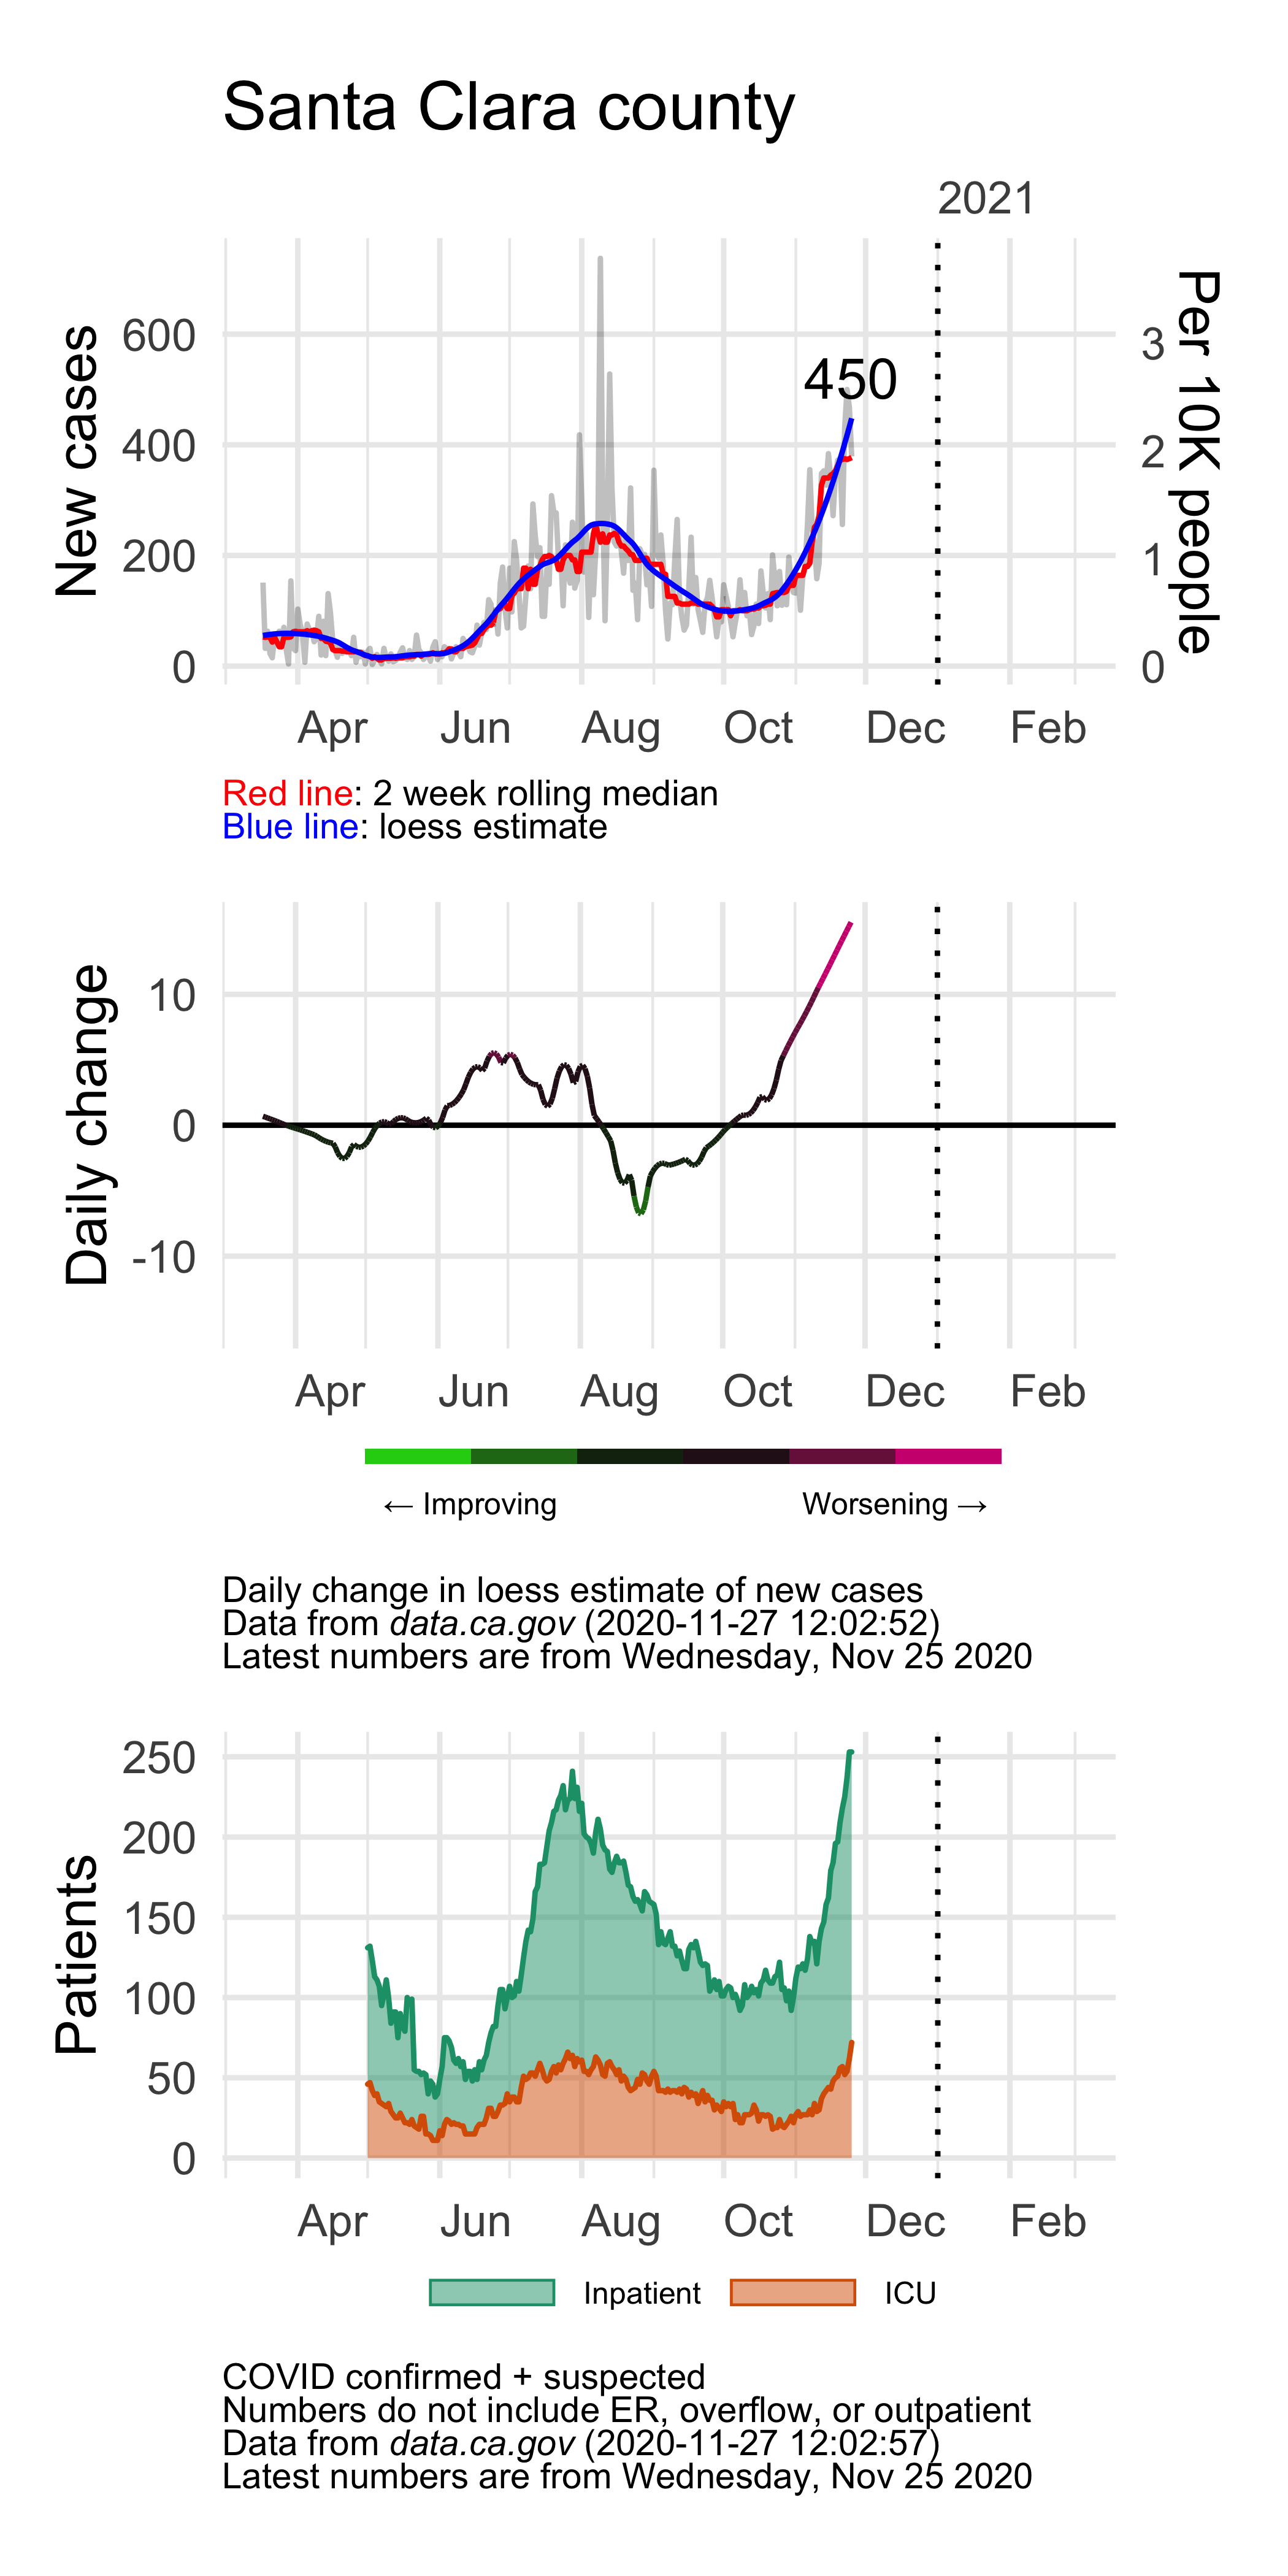 Santa Clara county
2021
New cases
600
400
200
0
450
3
2
1
0
Per 10K people
Apr Jun Aug Oct Dec Feb
Red line: 2 week rolling median
Blue line: loess estimate
Daily change
10
0
-10
Apr Jun Aug Oct Dec Feb
← Improving Worsening →
Daily change in loess estimate of new cases
Data from data.ca.gov (2020-11-27 12:02:52)
Latest numbers are from Wednesday, Nov 25 2020
Patients
250
200
150
100
50
0
Apr Jun Aug Oct Dec Feb
Inpatient ICU
COVID confirmed + suspected
Numbers do not include ER, overflow, or outpatient
Data from data.ca.gov (2020-11-27 12:02:57)
Latest numbers are from Wednesday, Nov 25 2020